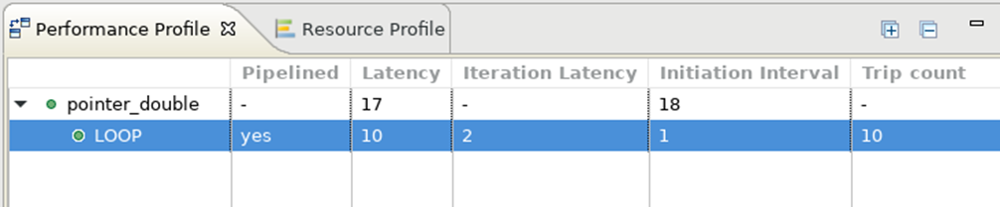 Performance Profile Resource Profile
Pipelined Latency Iteration Latency Initiation Interval Trip count
pointer_double - 17 - 18 -
LOOP yes 10 2 1 10